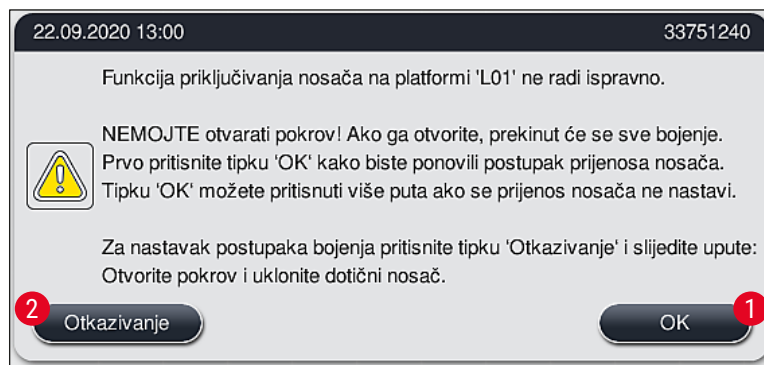 22.09.2020 13:00 33751240
Funkcija priključivanja nosača na platformi 'L01' ne radi ispravno.
NEMOJTE otvarati pokrov! Ako ga otvorite, prekinut će se sve bojenje.
Prvo pritisnite tipku 'OK' kako biste ponovili postupak prijenosa nosača.
Tipku 'OK' možete pritisnuti više puta ako se prijenos nosača ne nastavi.
Za nastavak postupaka bojenja pritisnite tipku 'Otkazivanje' i slijedite upute:
Otvorite pokrov i uklonite dotični nosač.
2 Otkazivanje OK 1